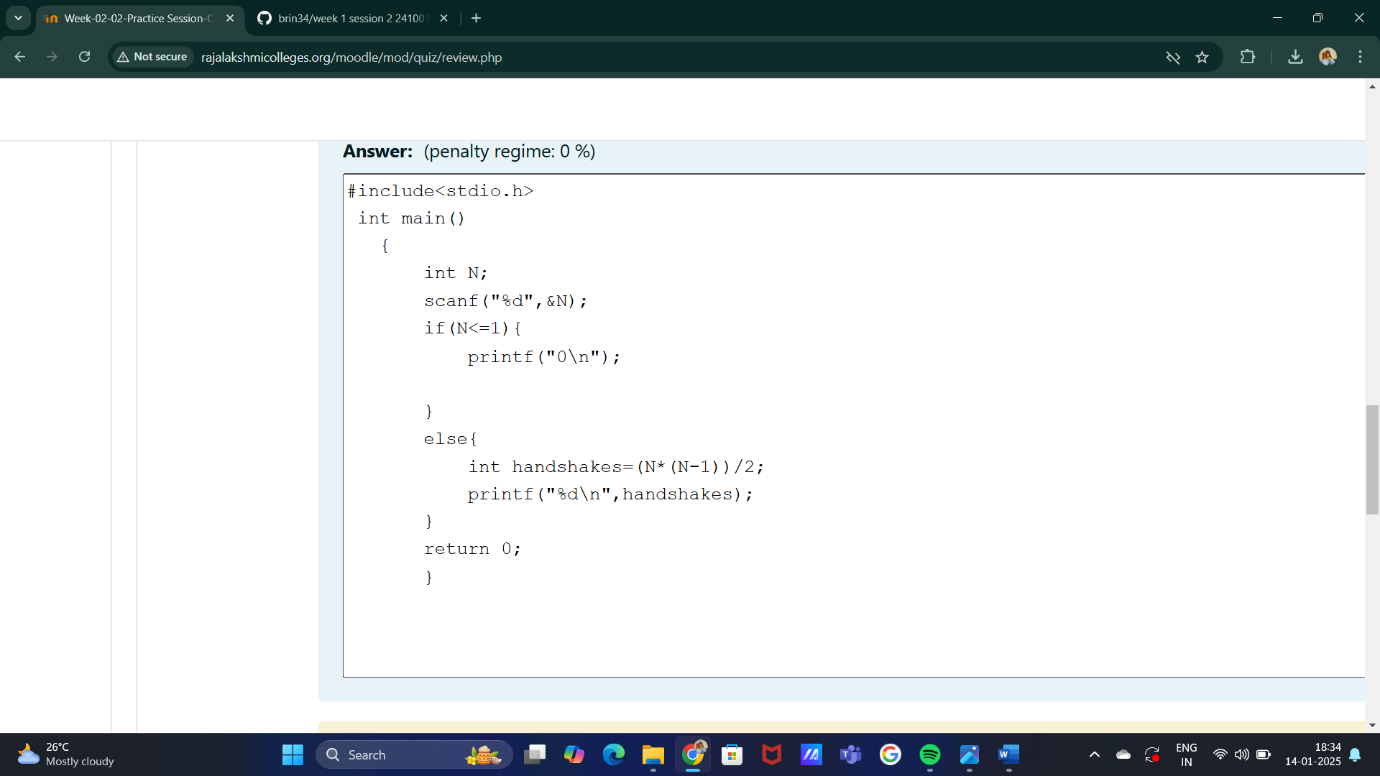 Week-02-02-Practice Session-C
brin34/week 1 session 2 241001
Not secure
rajalakshmicolleges.org/moodle/mod/quiz/review.php
Answer: (penalty regime: 0 %)
#include<stdio.h>
int main()
{
int N;
scanf("%d",&N);
if(N<=1){
printf("0\n");
}
else{
int handshakes=(N*(N-1))/2;
printf("%d\n",handshakes);
}
return 0;
}
26°C
Mostly cloudy
Search
ENG
IN
18:34
14-01-2025